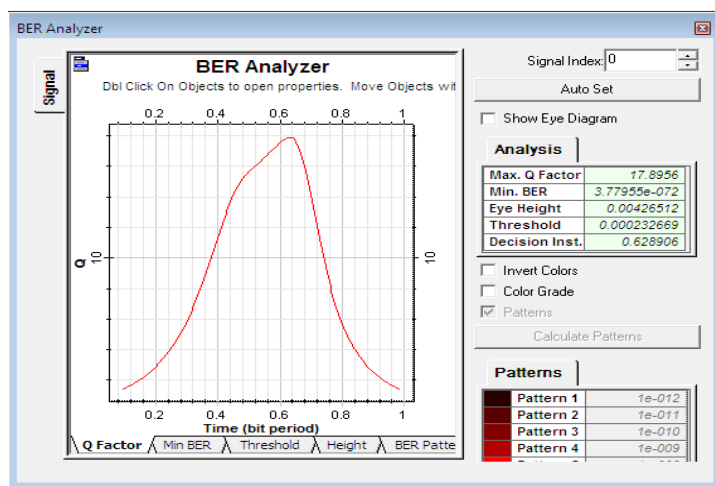 BER Analyzer
Signal
BER Analyzer
Dbl Click On Objects to open properties. Move Objects wit
0.2 0.4 0.6 0.8 1
Q 10 10
0.2 0.4 0.6 0.8 1
Time (bit period)
Q Factor Min BER Threshold Height BER Patte
Signal Index: 0
Auto Set
Show Eye Diagram
Analysis
Max. Q Factor 17.8956
Min. BER 3.77955e-072
Eye Height 0.00426512
Threshold 0.000232669
Decision Inst. 0.628906
Invert Colors
Color Grade
Patterns
Calculate Patterns
Patterns
Pattern 1 1e-012
Pattern 2 1e-011
Pattern 3 1e-010
Pattern 4 1e-009